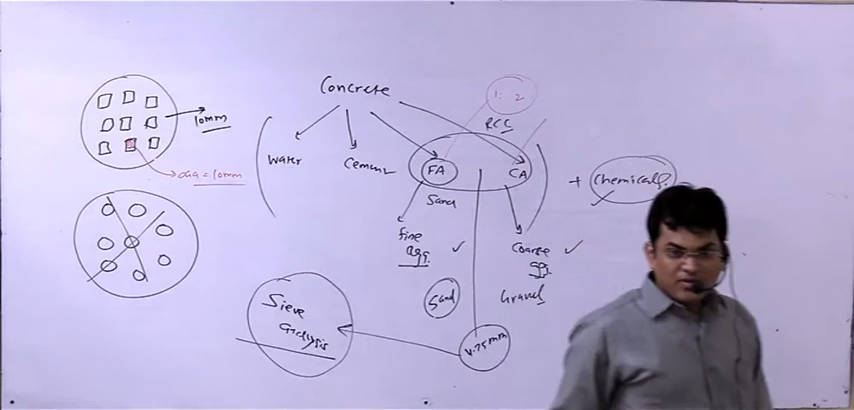 Concrete
1: 2
RCC
10mm
Water
Cement
FA
CA
+ Chemicals
dia = 10mm
Sand
fine
agg.
Coarse
agg.
Sand
Gravel
Sieve
analysis
4.75mm